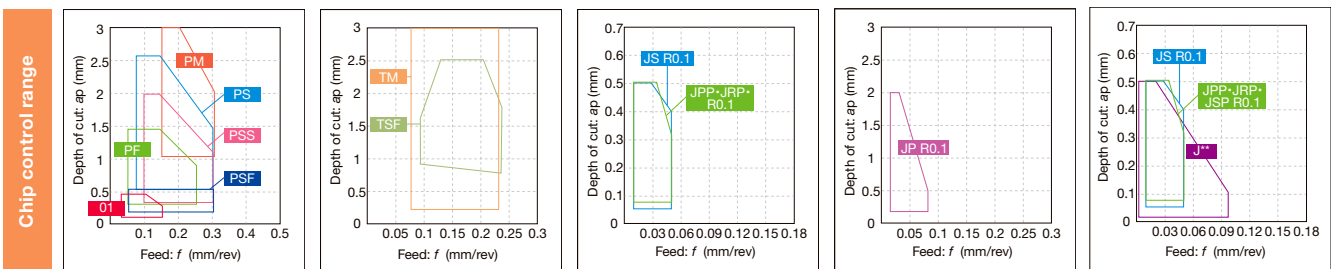 Chip control range
Depth of cut: ap (mm)
3
2.5
2
1.5
1
0.5
0
0.1
0.2
0.3
0.4
0.5
Feed: f (mm/rev)
PM
PS
PSS
PF
PSF
01
Depth of cut: ap (mm)
3
2.5
2
1.5
1
0.5
0
0.05
0.1
0.15
0.2
0.25
0.3
Feed: f (mm/rev)
TM
TSF
Depth of cut: ap (mm)
0.7
0.6
0.5
0.4
0.3
0.2
0.1
0
0.03
0.06
0.09
0.12
0.15
0.18
Feed: f (mm/rev)
JS R0.1
JPP･JRP･
R0.1
Depth of cut: ap (mm)
3
2.5
2
1.5
1
0.5
0
0.05
0.1
0.15
0.2
0.25
0.3
Feed: f (mm/rev)
JP R0.1
Depth of cut: ap (mm)
0.7
0.6
0.5
0.4
0.3
0.2
0.1
0
0.03
0.06
0.09
0.12
0.15
0.18
Feed: f (mm/rev)
JS R0.1
JPP･JRP･
JSP R0.1
J**